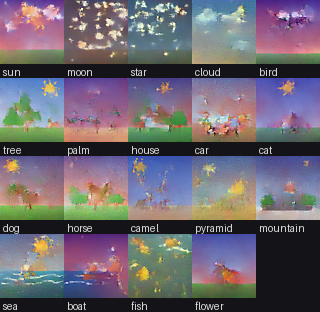 sun moon star cloud bird
tree palm house car cat
dog horse camel pyramid mountain
sea boat fish flower